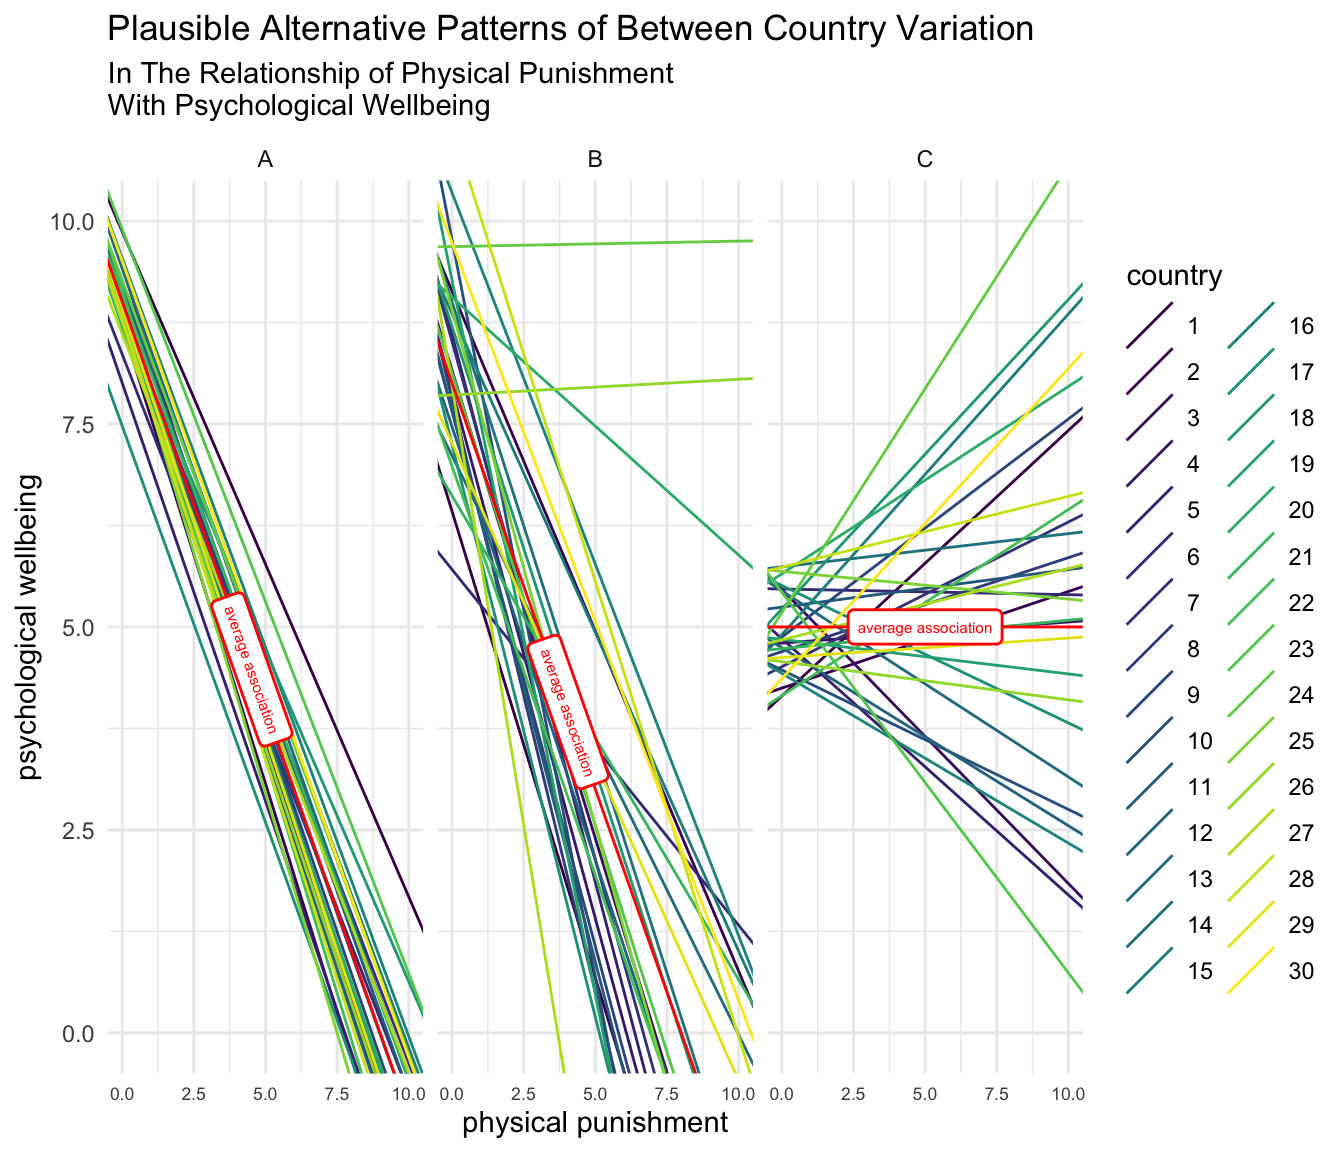 Plausible Alternative Patterns of Between Country Variation
In The Relationship of Physical Punishment
With Psychological Wellbeing
A
B
C
psychological wellbeing
10.0
7.5
5.0
2.5
0.0
average association
average association
average association
0.0 2.5 5.0 7.5 10.0
0.0 2.5 5.0 7.5 10.0
0.0 2.5 5.0 7.5 10.0
physical punishment
country
1
2
3
4
5
6
7
8
9
10
11
12
13
14
15
16
17
18
19
20
21
22
23
24
25
26
27
28
29
30